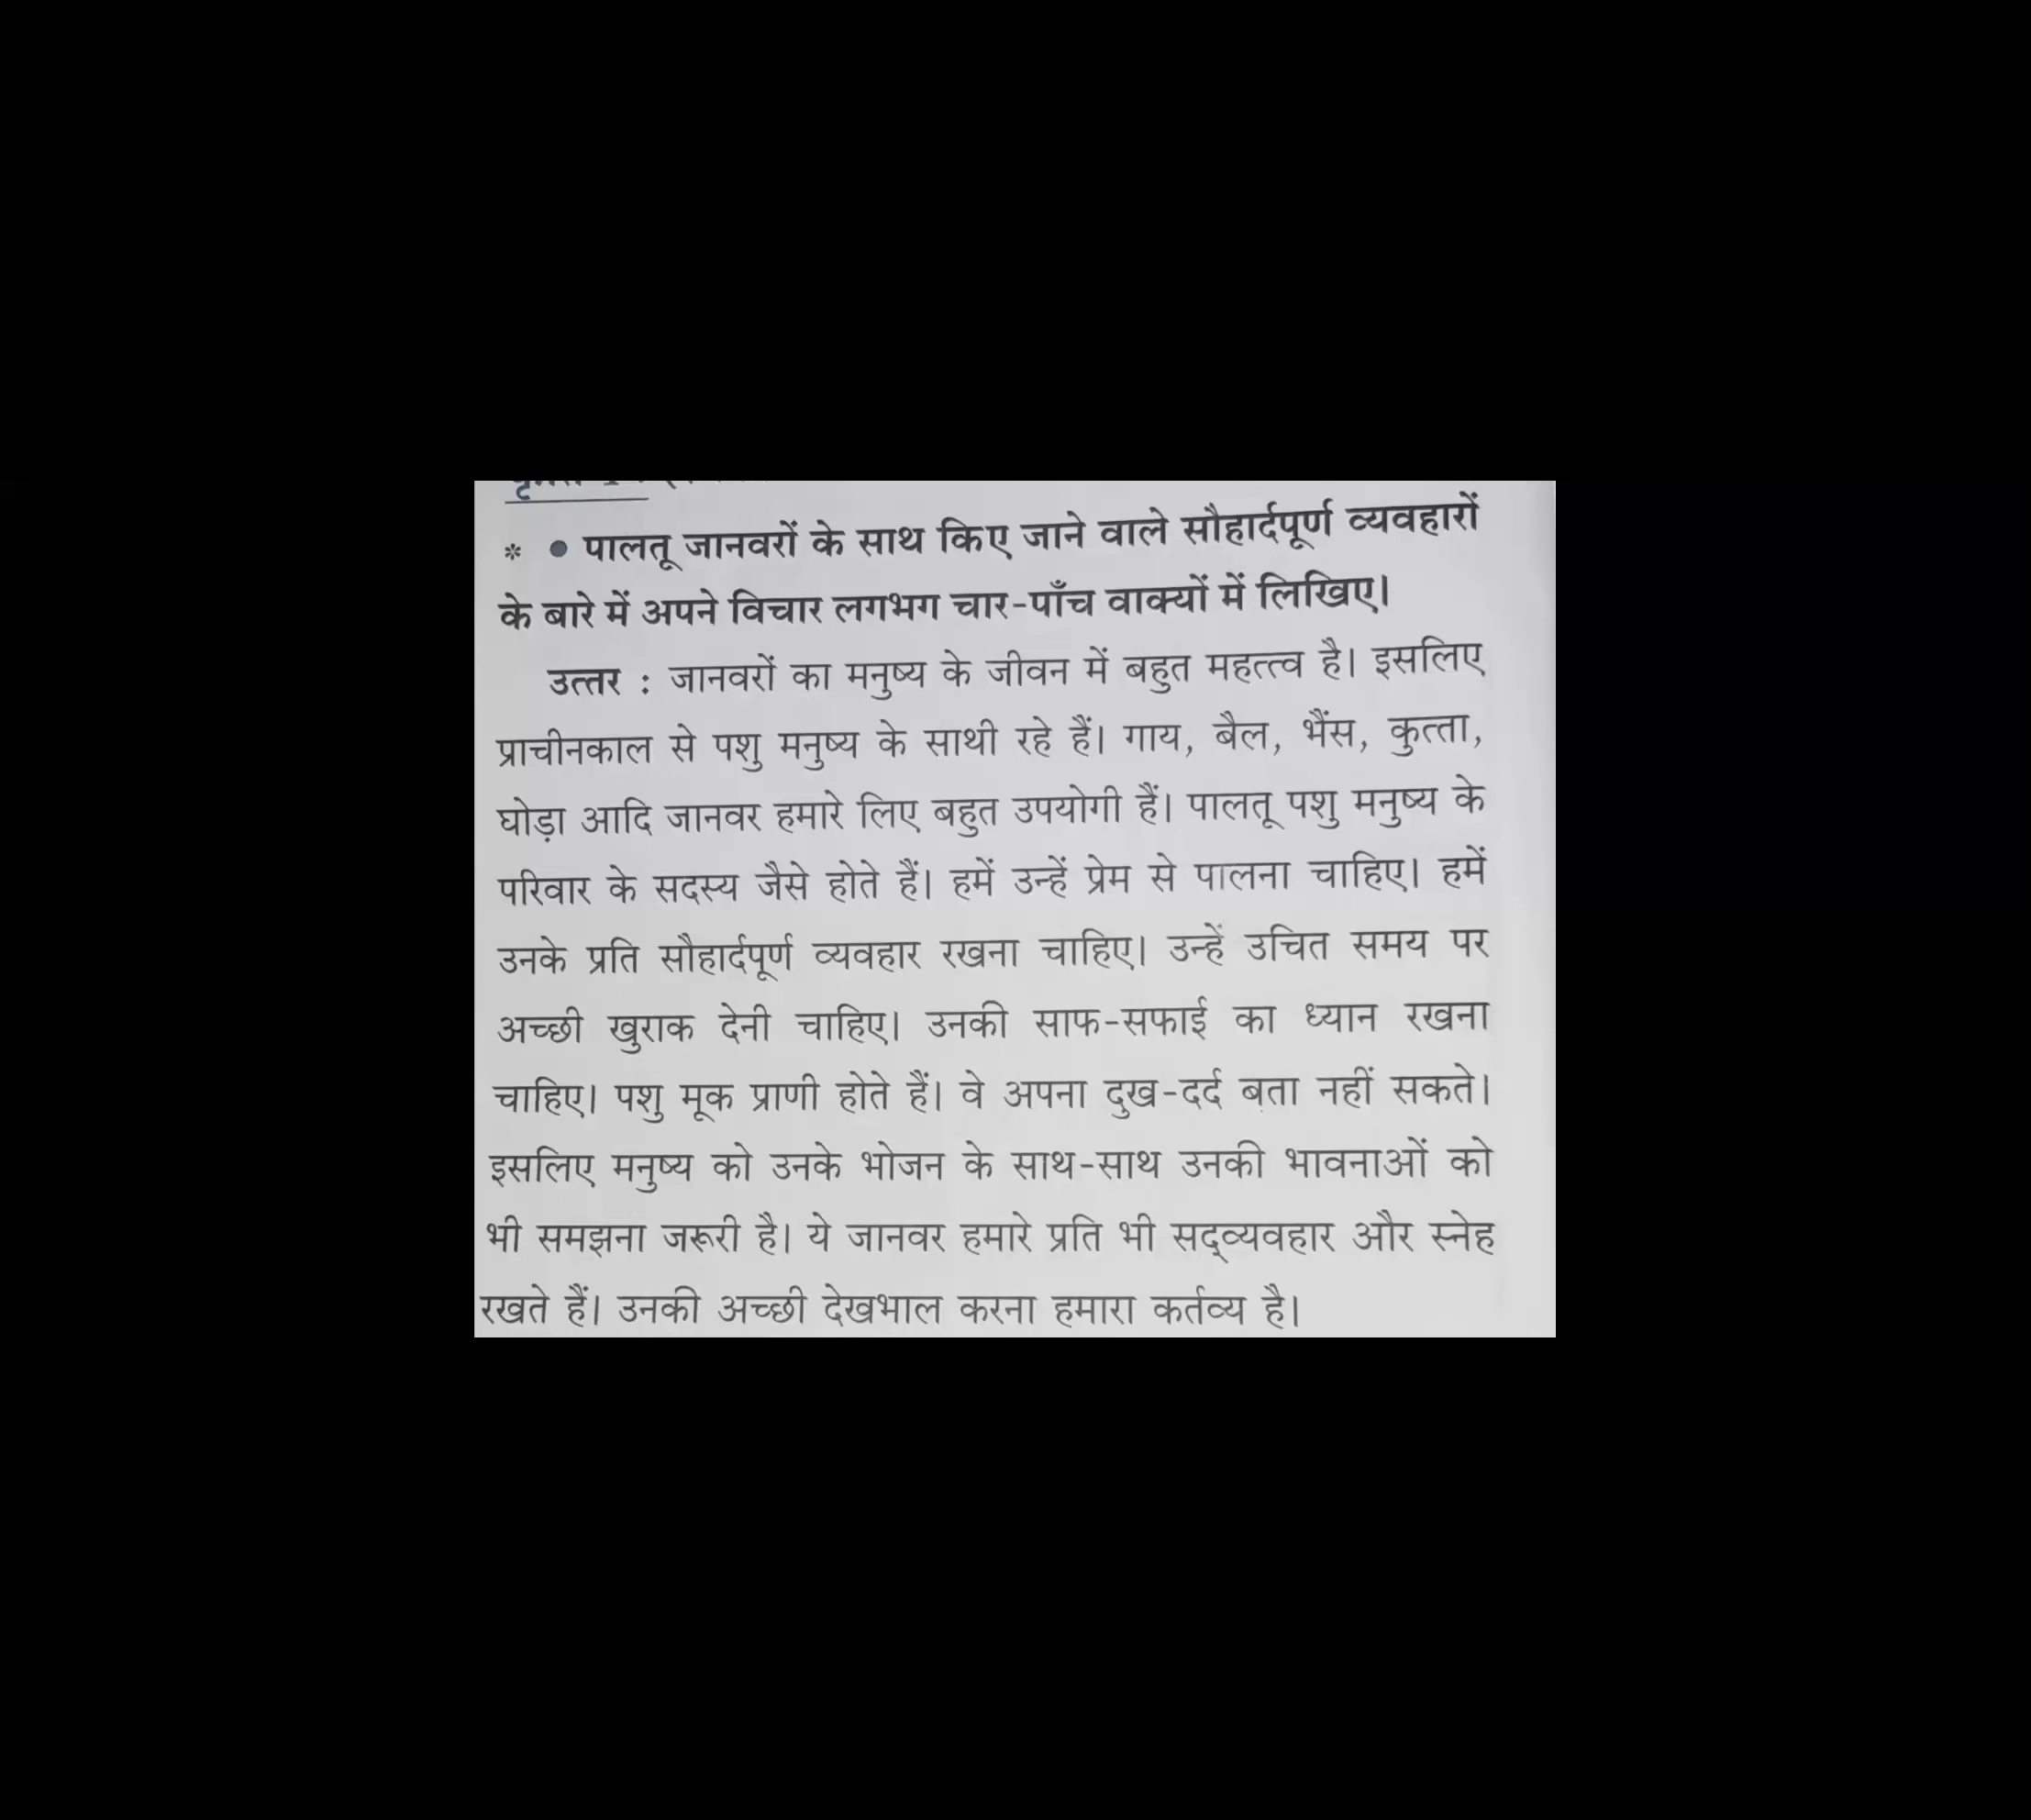 * ● पालतू जानवरों के साथ किए जाने वाले सौहार्दपूर्ण व्यवहारों
के बारे में अपने विचार लगभग चार-पाँच वाक्यों में लिखिए।
उत्तर : जानवरों का मनुष्य के जीवन में बहुत महत्त्व है। इसलिए
प्राचीनकाल से पशु मनुष्य के साथी रहे हैं। गाय, बैल, भैंस, कुत्ता,
घोड़ा आदि जानवर हमारे लिए बहुत उपयोगी हैं। पालतू पशु मनुष्य के
परिवार के सदस्य जैसे होते हैं। हमें उन्हें प्रेम से पालना चाहिए। हमें
उनके प्रति सौहार्दपूर्ण व्यवहार रखना चाहिए। उन्हें उचित समय पर
अच्छी खुराक देनी चाहिए। उनकी साफ-सफाई का ध्यान रखना
चाहिए। पशु मूक प्राणी होते हैं। वे अपना दुख-दर्द बता नहीं सकते।
इसलिए मनुष्य को उनके भोजन के साथ-साथ उनकी भावनाओं को
भी समझना जरूरी है। ये जानवर हमारे प्रति भी सद्‌व्यवहार और स्नेह
रखते हैं। उनकी अच्छी देखभाल करना हमारा कर्तव्य है।